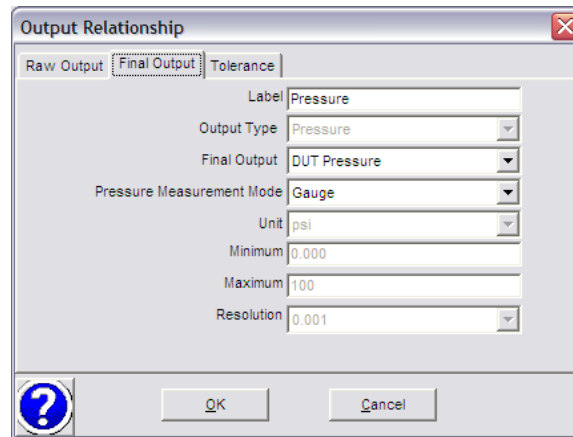 Output Relationship
Raw Output Final Output Tolerance
Label Pressure
Output Type Pressure
Final Output DUT Pressure
Pressure Measurement Mode Gauge
Unit psi
Minimum 0.000
Maximum 100
Resolution 0.001
? OK Cancel